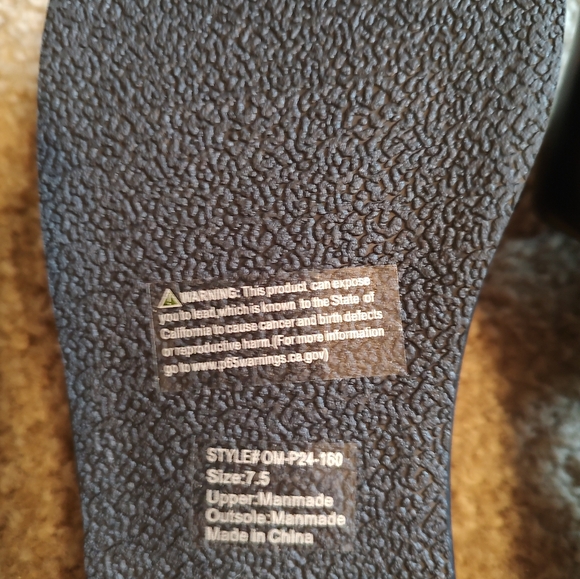 WARNING: This product can expose
you to lead,which is known to the State of
California to cause cancer and birth defects
or reproductive harm.(For more information
go to www.p65warnings.ca.gov)
STYLE# OM-P24-160
Size:7.5
Upper:Manmade
Outsole:Manmade
Made in China